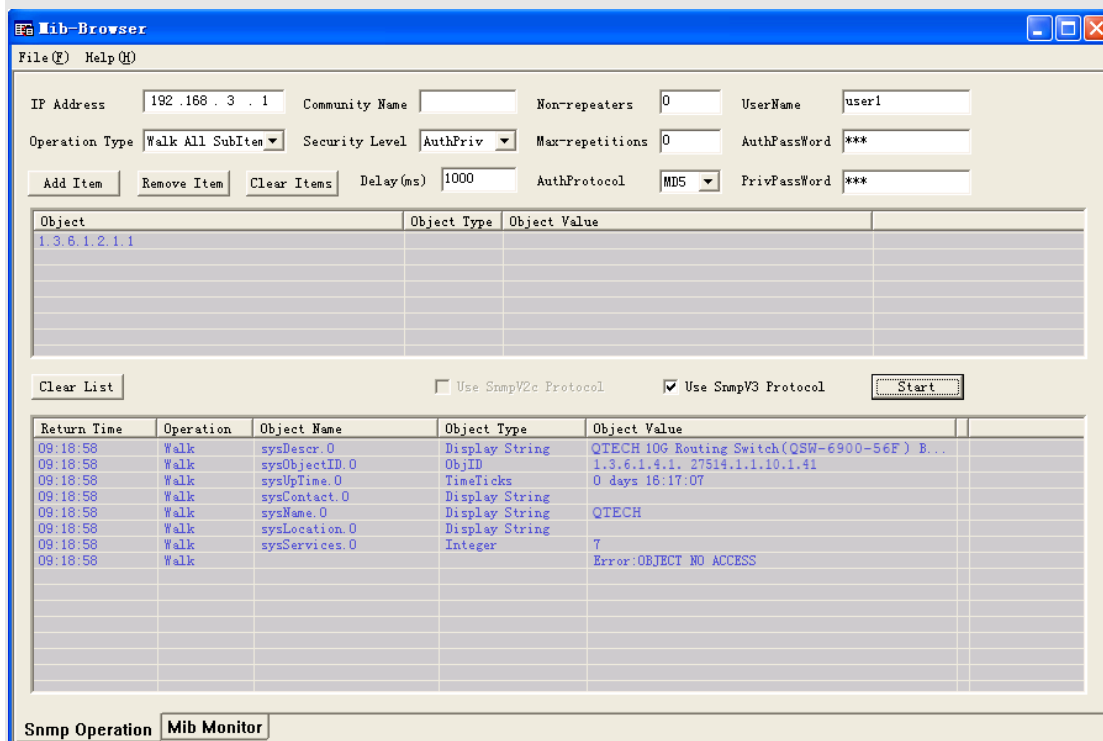 Mib-Browser
File(F) Help(H)
IP Address 192 .168 . 3 . 1 Community Name Non-repeaters 0 UserName user1
Operation Type Walk All SubIten Security Level AuthPriv Max-repetitions 0 AuthPassWord ***
Add Item Remove Item Clear Items Delay(ms) 1000 AuthProtocol MD5 PrivPassWord ***
Object Object Type Object Value
1.3.6.1.2.1.1
Clear List Use SnmpV2c Protocol Use SnmpV3 Protocol Start
Return Time Operation Object Name Object Type Object Value
09:18:58 Walk sysDescr.0 Display String QTECH 10G Routing Switch(QSW-6900-56F) B...
09:18:58 Walk sysObjectID.0 ObjID 1.3.6.1.4.1. 27514.1.1.10.1.41
09:18:58 Walk sysUpTime.0 TimeTicks 0 days 16:17:07
09:18:58 Walk sysContact.0 Display String
09:18:58 Walk sysName.0 Display String QTECH
09:18:58 Walk sysLocation.0 Display String
09:18:58 Walk sysServices.0 Integer 7
09:18:58 Walk Error:OBJECT NO ACCESS
Snmp Operation Mib Monitor